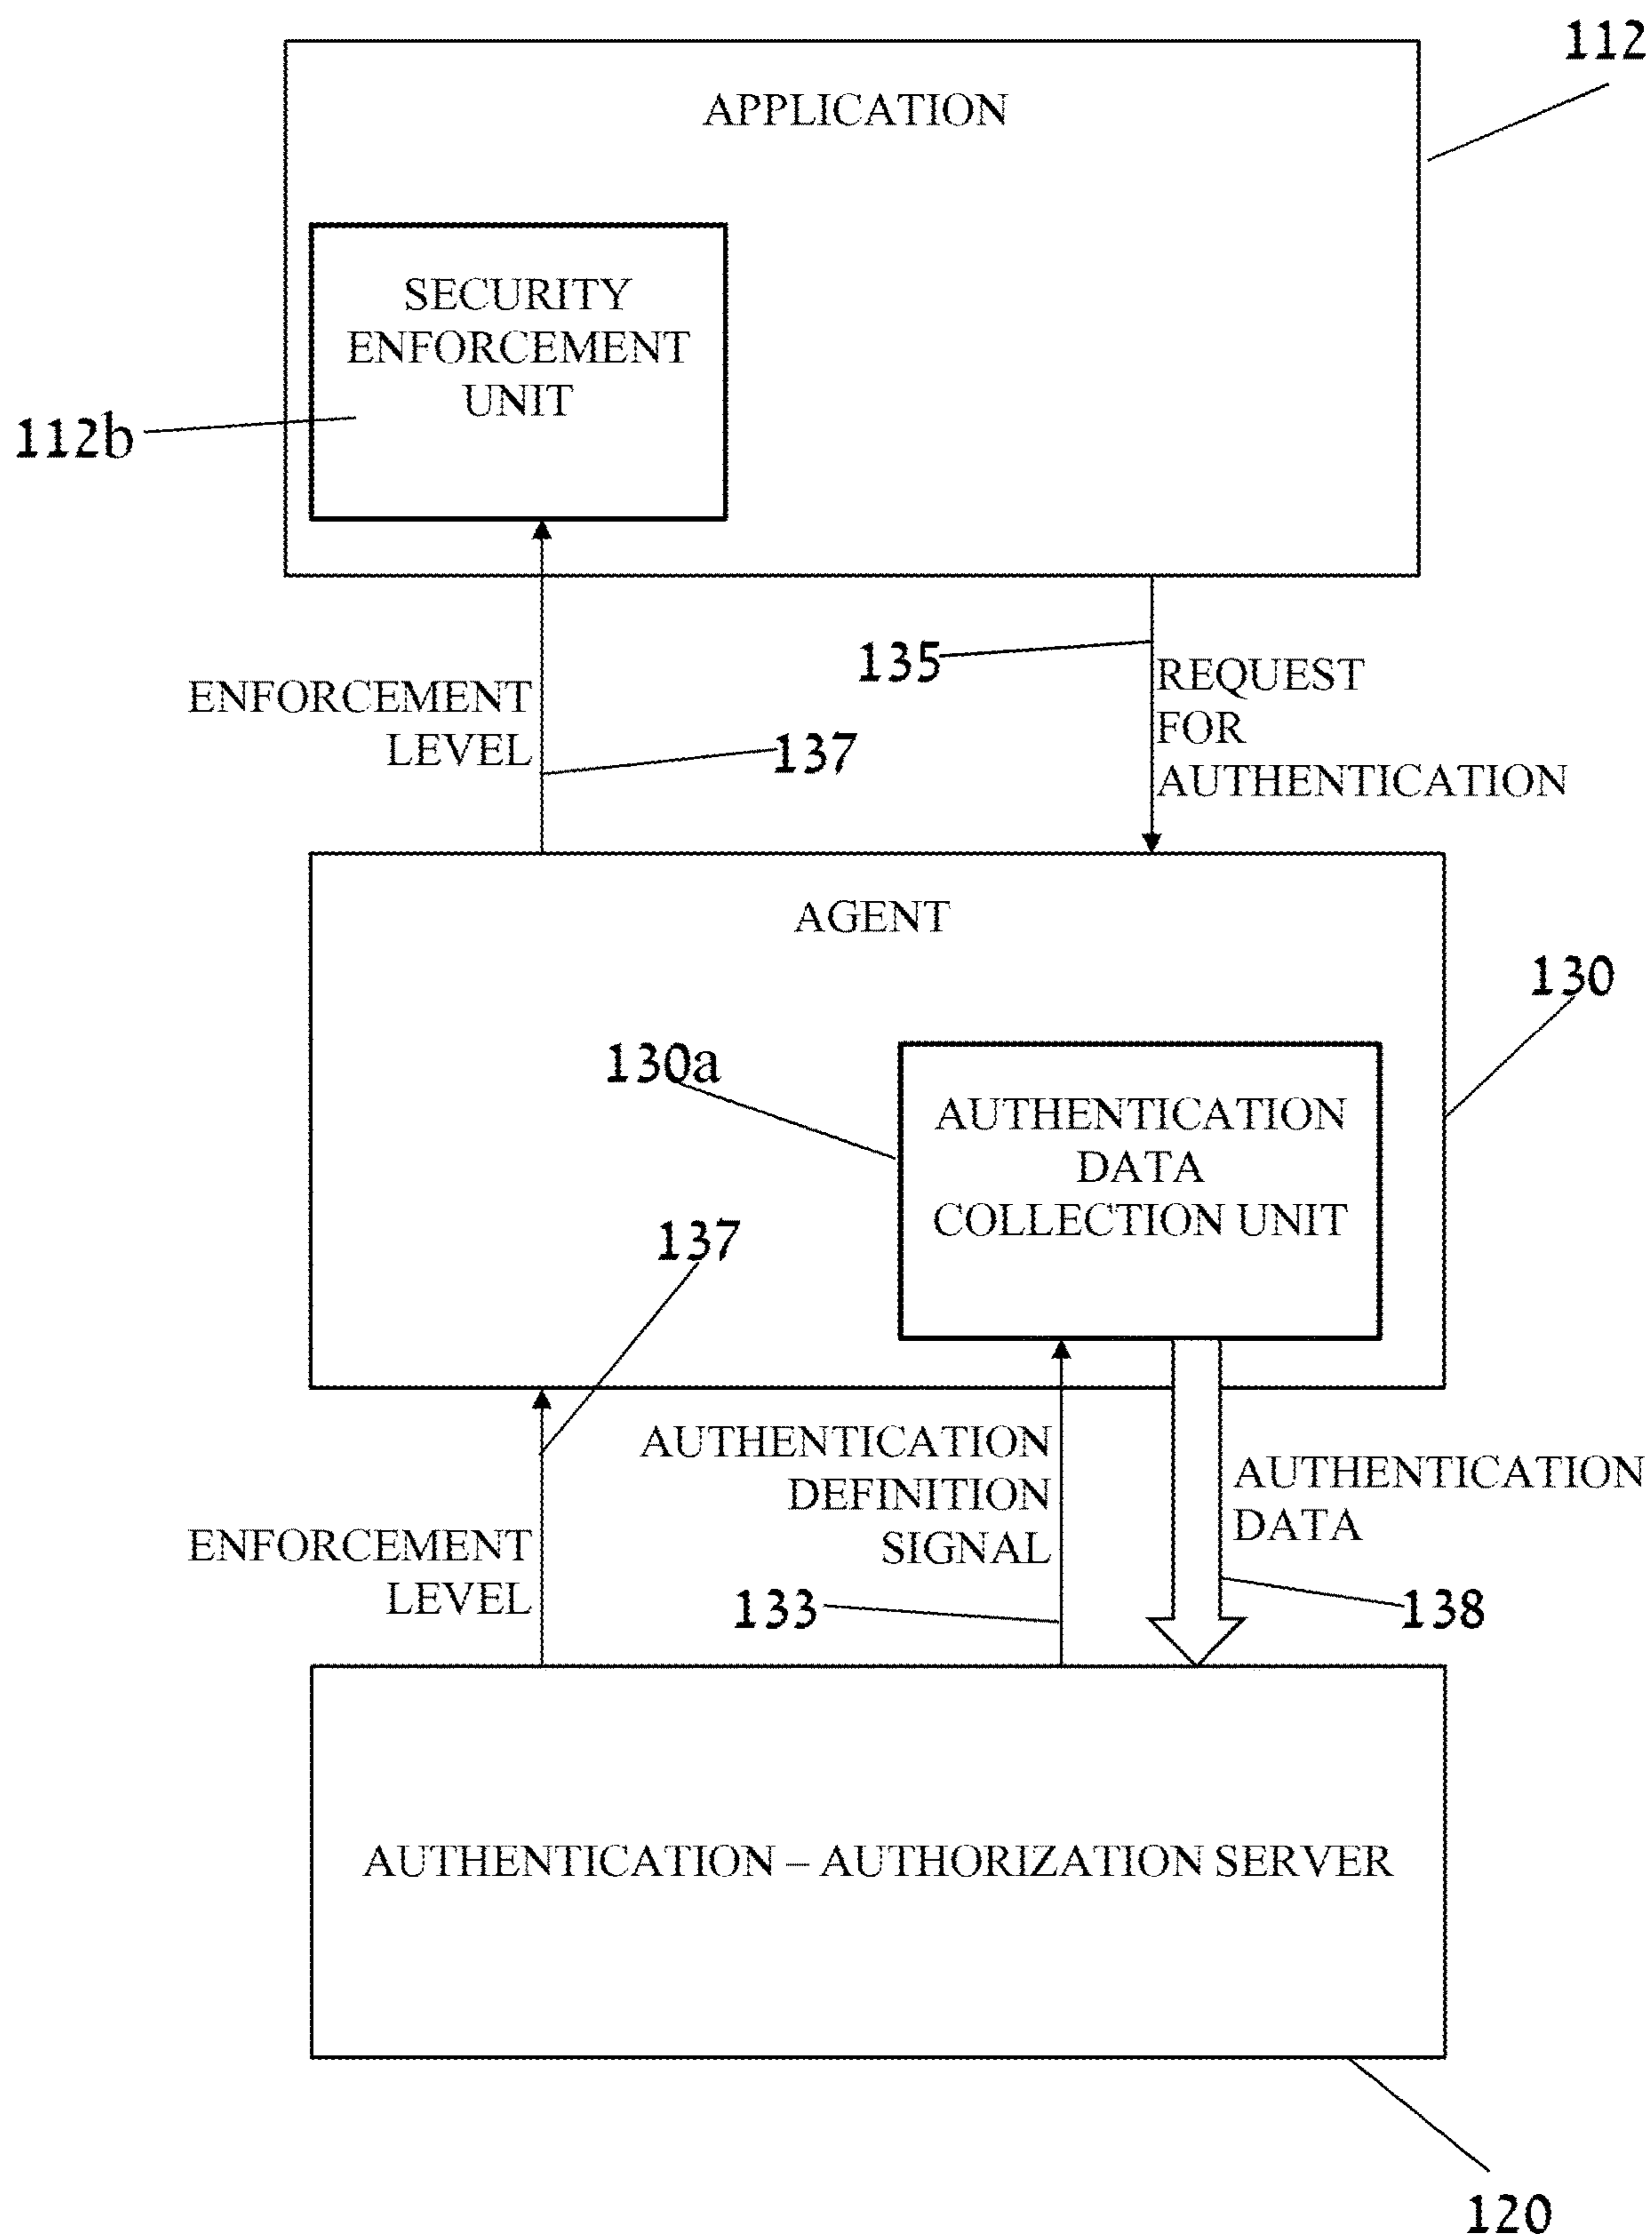 112
APPLICATION
SECURITY
ENFORCEMENT
UNIT
112b
135
REQUEST
FOR
AUTHENTICATION
ENFORCEMENT
LEVEL
137
AGENT
130
130a
AUTHENTICATION
DATA
COLLECTION UNIT
137
AUTHENTICATION
DEFINITION
SIGNAL
AUTHENTICATION
DATA
ENFORCEMENT
LEVEL
133
138
AUTHENTICATION – AUTHORIZATION SERVER
120